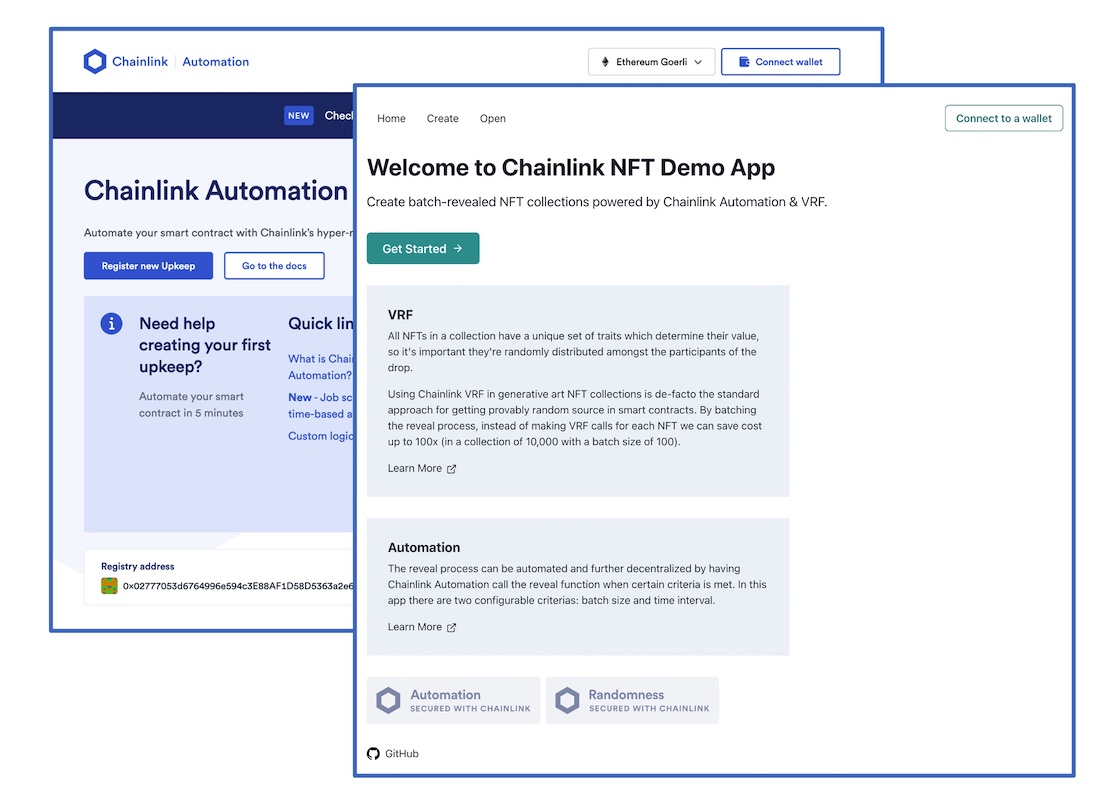 Chainlink | Automation
Ethereum Goerli
Connect wallet
NEW
Chainlink Automation
Automate your smart contract with Chainlink's
Register new Upkeep
Go to the docs
Need help
creating your first
upkeep?
Automate your smart
contract in 5 minutes
Quick
What is
Automation?
New - Job
time-based
Custom
Registry address
0x02777053d6764996e594c3E88AF1D58D5363a2e6
Home
Create
Open
Connect to a wallet
Welcome to Chainlink NFT Demo App
Create batch-revealed NFT collections powered by Chainlink Automation & VRF.
Get Started →
VRF
All NFTs in a collection have a unique set of traits which determine their value,
so it's important they're randomly distributed amongst the participants of the
drop.
Using Chainlink VRF in generative art NFT collections is de-facto the standard
approach for getting provably random source in smart contracts. By batching
the reveal process, instead of making VRF calls for each NFT we can save cost
up to 100x (in a collection of 10,000 with a batch size of 100).
Learn More
Automation
The reveal process can be automated and further decentralized by having
Chainlink Automation call the reveal function when certain criteria is met. In this
app there are two configurable criterias: batch size and time interval.
Learn More
Automation
SECURED WITH CHAINLINK
Randomness
SECURED WITH CHAINLINK
GitHub